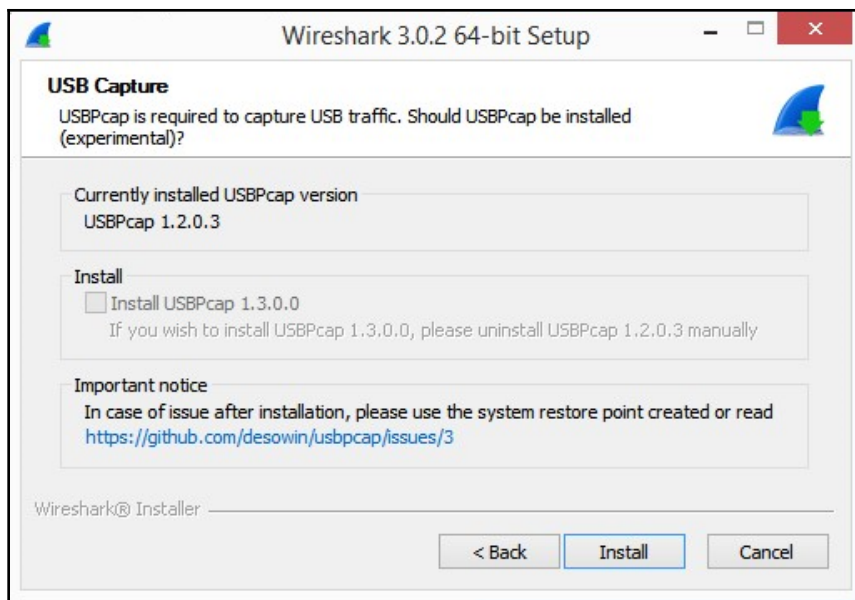 Wireshark 3.0.2 64-bit Setup
USB Capture
USBPcap is required to capture USB traffic. Should USBPcap be installed
(experimental)?
Currently installed USBPcap version
USBPcap 1.2.0.3
Install
Install USBPcap 1.3.0.0
If you wish to install USBPcap 1.3.0.0, please uninstall USBPcap 1.2.0.3 manually
Important notice
In case of issue after installation, please use the system restore point created or read
https://github.com/desowin/usbpcap/issues/3
Wireshark® Installer
< Back Install Cancel